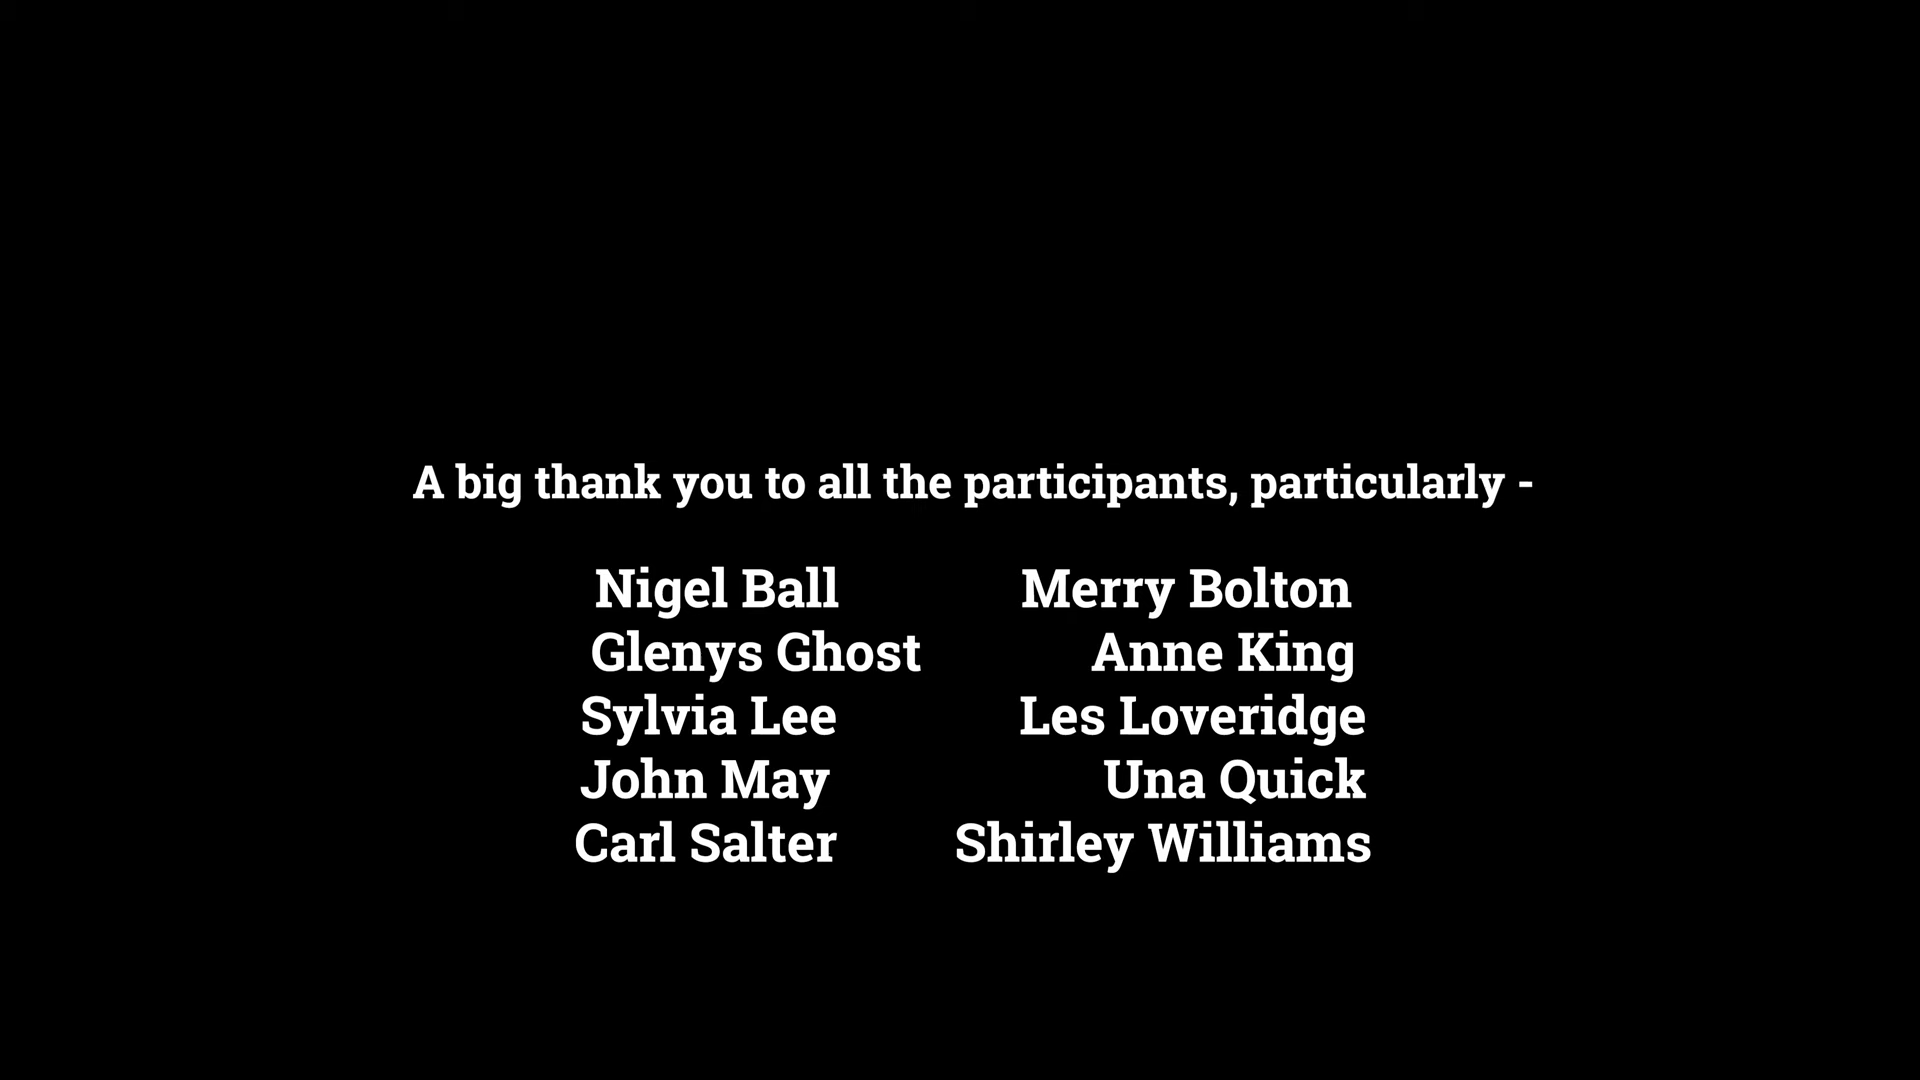 A big thank you to all the participants, particularly -
Nigel Ball Merry Bolton
Glenys Ghost Anne King
Sylvia Lee Les Loveridge
John May Una Quick
Carl Salter Shirley Williams